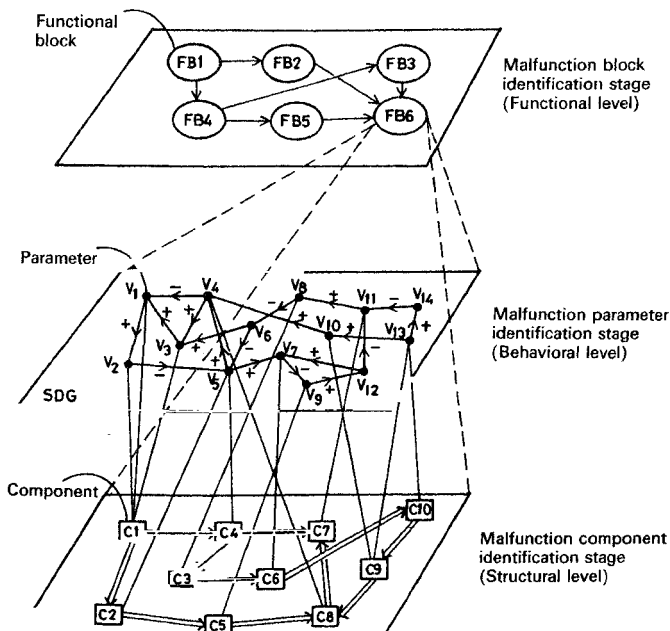 Functional
block
FB1
FB2
FB3
FB4
FB5
FB6
Malfunction block
identification stage
(Functional level)
Parameter
V1
V4
V8
V11
V14
V3
V6
V10
V13
V2
V5
V7
V9
V12
− + + + − + − + + + − + − + − + − + + −
SDG
Malfunction parameter
identification stage
(Behavioral level)
Component
C1
C4
C7
C10
C3
C6
C9
C2
C5
C8
Malfunction component
identification stage
(Structural level)